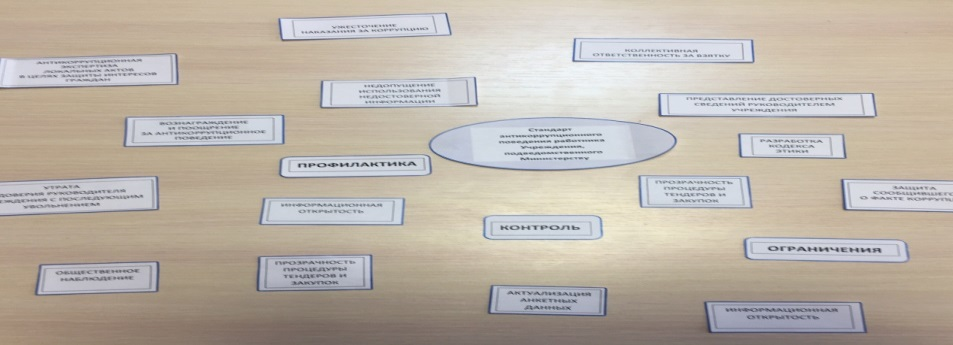 УЖЕСТОЧЕНИЕ
НАКАЗАНИЯ ЗА КОРРУПЦИЮ
КОЛЛЕКТИВНАЯ
ОТВЕТСТВЕННОСТЬ ЗА ВЗЯТКУ
АНТИКОРРУПЦИОННАЯ
ЭКСПЕРТИЗА
ЛОКАЛЬНЫХ АКТОВ
В ЦЕЛЯХ ЗАЩИТЫ ИНТЕРЕСОВ
ГРАЖДАН
НЕДОПУЩЕНИЕ
ИСПОЛЬЗОВАНИЯ
НЕДОСТОВЕРНОЙ
ИНФОРМАЦИИ
ПРЕДСТАВЛЕНИЕ ДОСТОВЕРНЫХ
СВЕДЕНИЙ РУКОВОДИТЕЛЕМ
УЧРЕЖДЕНИЯ
ВОЗНАГРАЖДЕНИЕ
И ПООЩРЕНИЕ
ЗА АНТИКОРРУПЦИОННОЕ
ПОВЕДЕНИЕ
Стандарт
антикоррупционного
поведения работника
Учреждения,
подведомственного
Министерству
РАЗРАБОТКА
КОДЕКСА
ЭТИКИ
ПРОФИЛАКТИКА
УТРАТА
ДОВЕРИЯ РУКОВОДИТЕЛЯ
ЕЖДЕНИЯ С ПОСЛЕДУЮЩИМ
УВОЛЬНЕНИЕМ
ПРОЗРАЧНОСТЬ
ПРОЦЕДУРЫ
ТЕНДЕРОВ И
ЗАКУПОК
ЗАЩИТА
СООБЩИВШЕГО
О ФАКТЕ КОРРУПЦ
ИНФОРМАЦИОННАЯ
ОТКРЫТОСТЬ
КОНТРОЛЬ
ОГРАНИЧЕНИЯ
ОБЩЕСТВЕННОЕ
НАБЛЮДЕНИЕ
ПРОЗРАЧНОСТЬ
ПРОЦЕДУРЫ
ТЕНДЕРОВ И
ЗАКУПОК
АКТУАЛИЗАЦИЯ
АНКЕТНЫХ
ДАННЫХ
ИНФОРМАЦИОННАЯ
ОТКРЫТОСТЬ